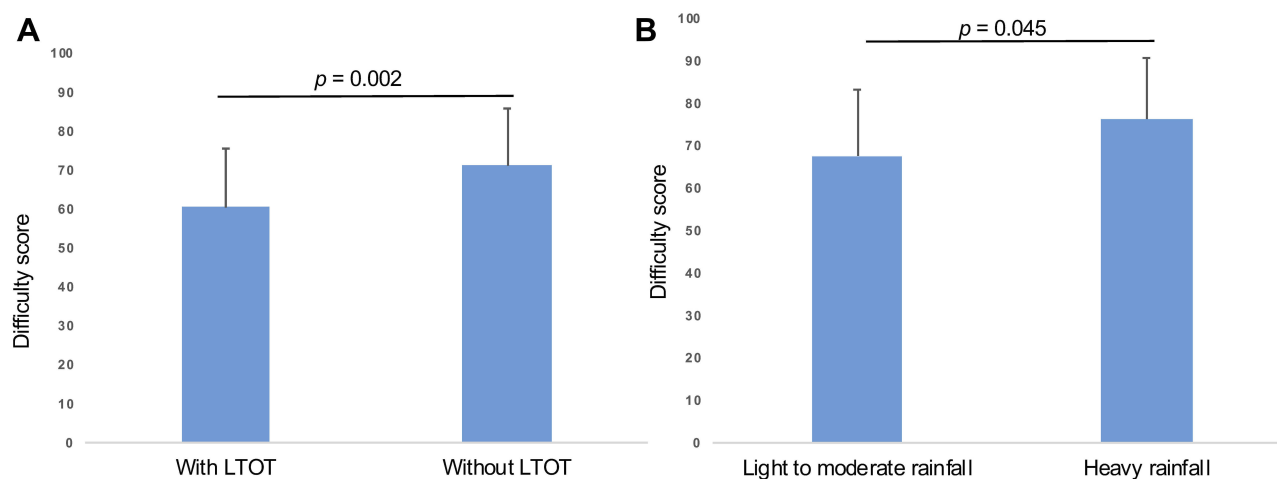 A
p = 0.002
100
90
80
70
60
50
40
30
20
10
0
Difficulty score
With LTOT
Without LTOT
B
p = 0.045
100
90
80
70
60
50
40
30
20
10
0
Difficulty score
Light to moderate rainfall
Heavy rainfall